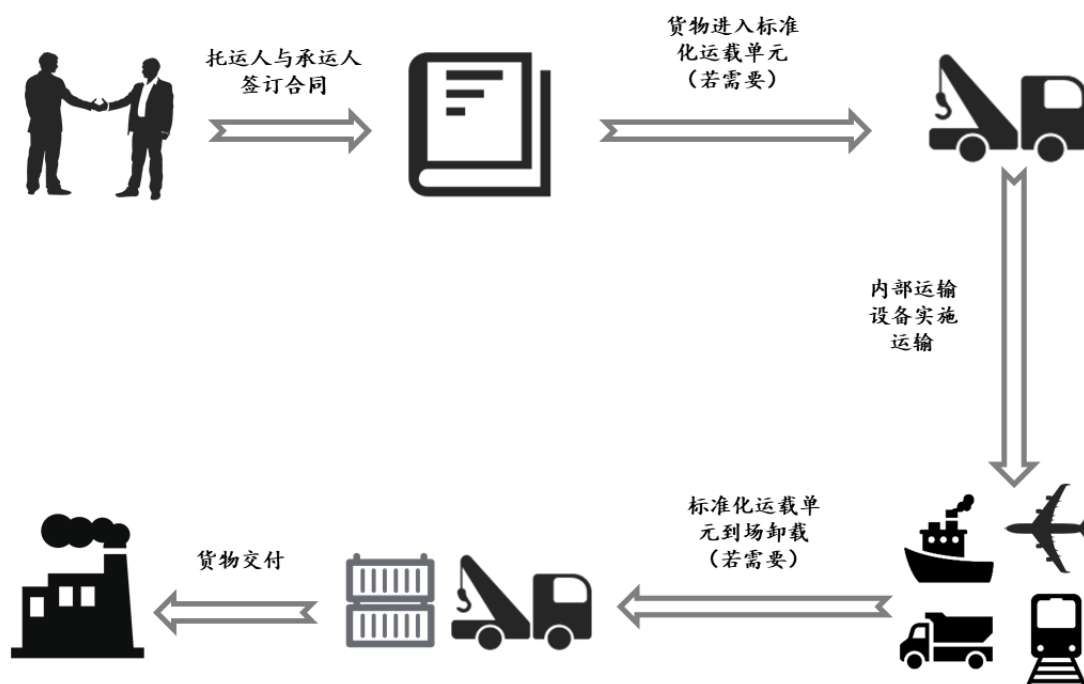 托运人与承运人
签订合同
货物进入标准
化运载单元
（若需要）
内部运输
设备实施
运输
标准化运载单
元到场卸载
（若需要）
货物交付